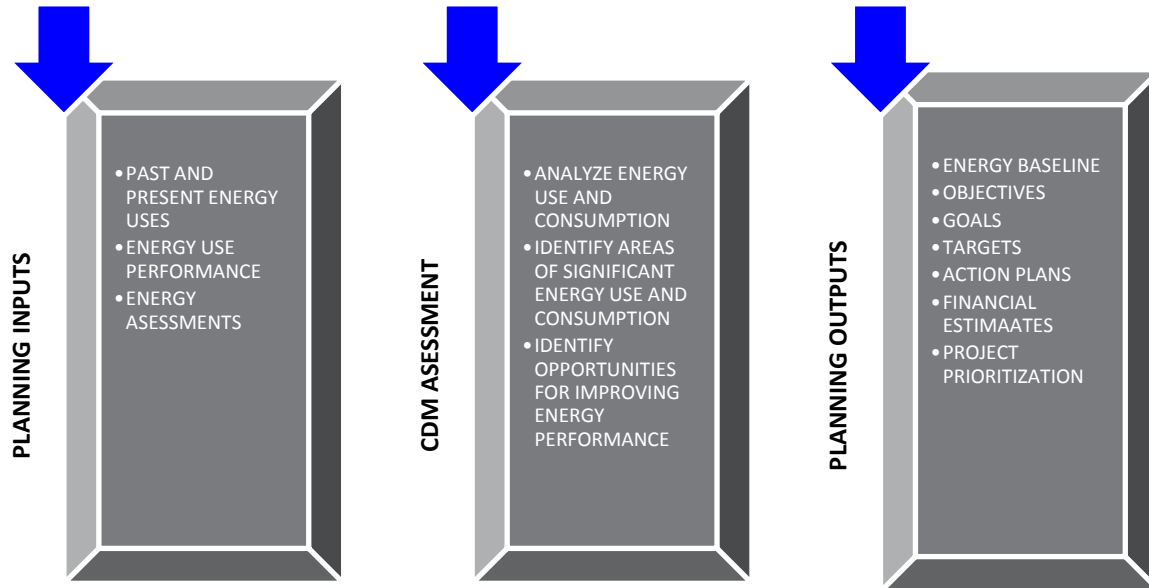 PLANNING INPUTS
•PAST AND
PRESENT ENERGY
USES
•ENERGY USE
PERFORMANCE
•ENERGY
ASESSMENTS
CDM ASESSMENT
•ANALYZE ENERGY
USE AND
CONSUMPTION
•IDENTIFY AREAS
OF SIGNIFICANT
ENERGY USE AND
CONSUMPTION
•IDENTIFY
OPPORTUNITIES
FOR IMPROVING
ENERGY
PERFORMANCE
PLANNING OUTPUTS
•ENERGY BASELINE
•OBJECTIVES
•GOALS
•TARGETS
•ACTION PLANS
•FINANCIAL
ESTIMAATES
•PROJECT
PRIORITIZATION